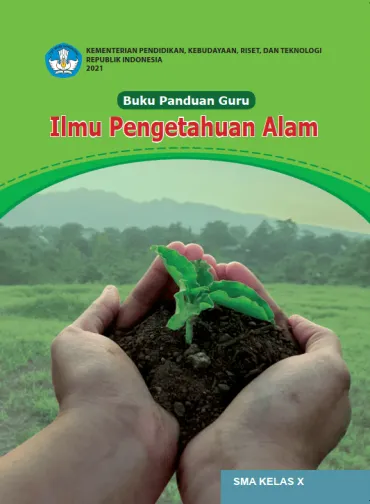 KEMENTERIAN PENDIDIKAN, KEBUDAYAAN, RISET, DAN TEKNOLOGI
REPUBLIK INDONESIA
2021
Buku Panduan Guru
Ilmu Pengetahuan Alam
SMA KELAS X